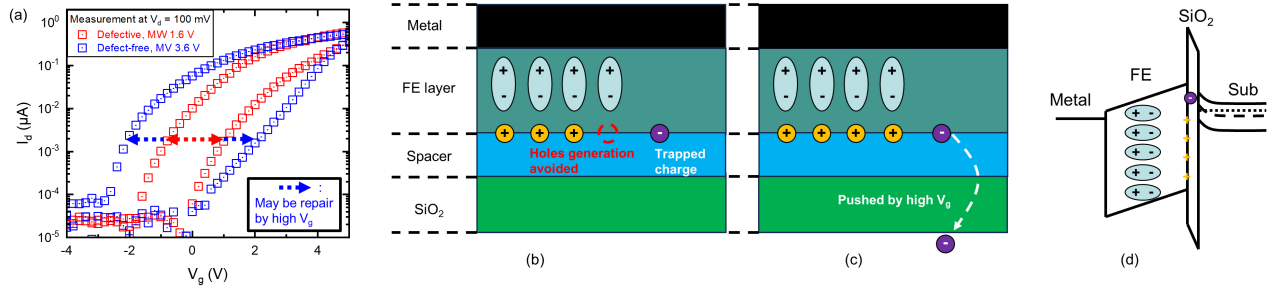 (a)
Measurement at Vd = 100 mV
Defective, MW 1.6 V
Defect-free, MV 3.6 V
10^0
10^-1
10^-2
10^-3
10^-4
10^-5
Id (μA)
-4
-2
0
2
4
Vg (V)
:
May be repair
by high Vg
Metal
FE layer
Spacer
SiO2
+ + + +
- - - -
+ + + -
Holes generation
avoided
Trapped
charge
(b)
+ + + +
- - - -
+ + + + -
Pushed by high Vg
-
(c)
SiO2
FE
Metal
Sub
-
+ -
+ -
+ -
+ -
+ -
+
+
+
+
(d)